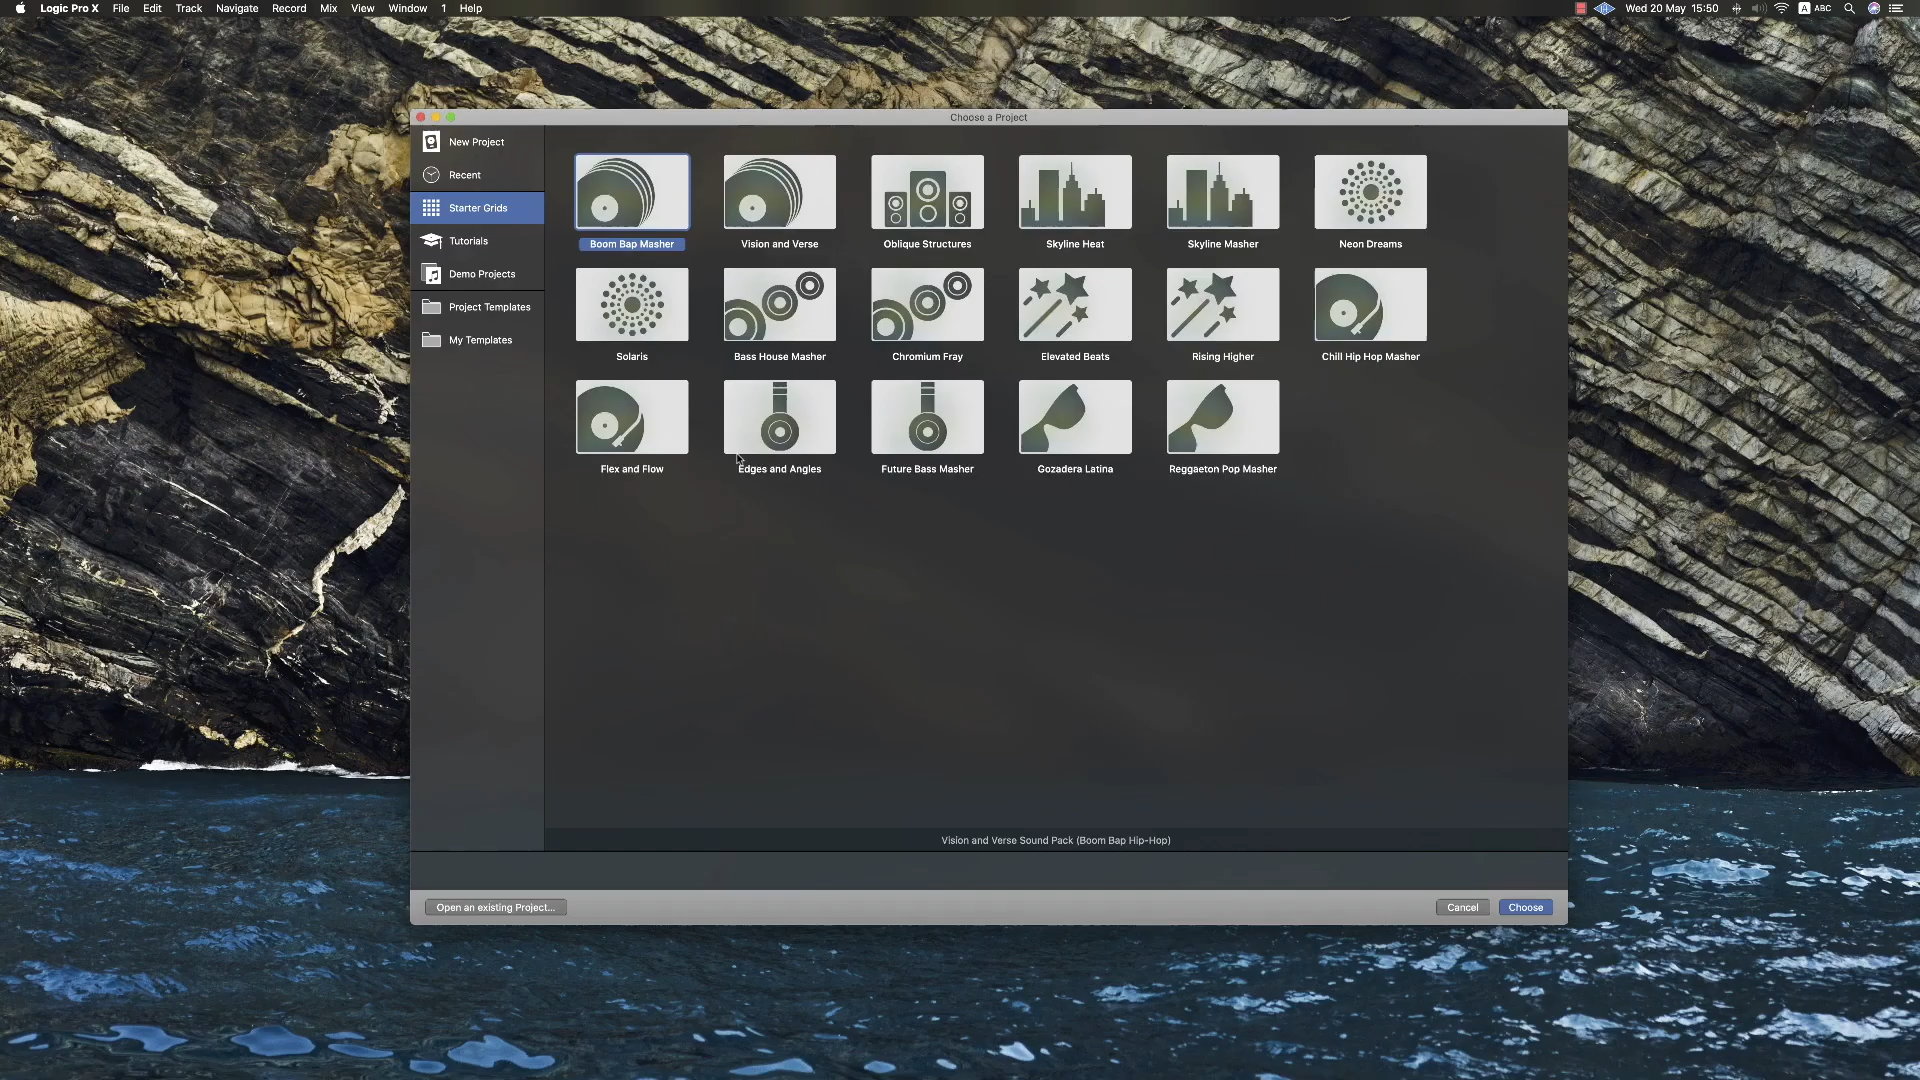 Logic Pro X File Edit Track Navigate Record Mix View Window 1 Help
Wed 20 May 15:50 A ABC
Choose a Project
New Project
Recent
Starter Grids
Tutorials
Demo Projects
Project Templates
My Templates
Boom Bap Masher Vision and Verse Oblique Structures Skyline Heat Skyline Masher Neon Dreams
Solaris Bass House Masher Chromium Fray Elevated Beats Rising Higher Chill Hip Hop Masher
Flex and Flow Edges and Angles Future Bass Masher Gozadera Latina Reggaeton Pop Masher
Vision and Verse Sound Pack (Boom Bap Hip-Hop)
Open an existing Project... Cancel Choose